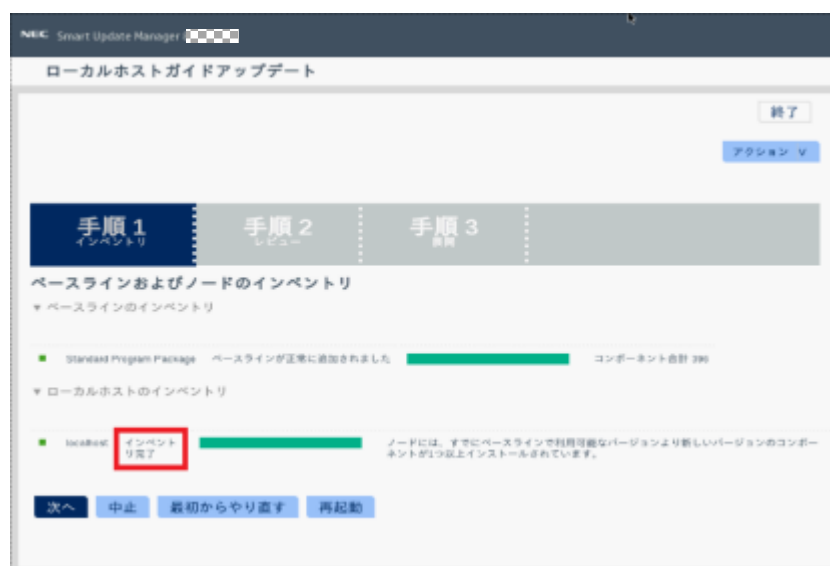 NEC Smart Update Manager
ローカルホストガイドアップデート
終了
アクション ∨
手順 1
インベントリ
手順 2
レビュー
手順 3
展開
ベースラインおよびノードのインベントリ
▼ ベースラインのインベントリ
Standard Program Package ベースラインが正常に追加されました コンポーネント合計
▼ ローカルホストのインベントリ
localhost インベント
リ完了
ノードには、すでにベースラインで利用可能なバージョンより新しいバージョンのコンポー
ネントが1つ以上インストールされています。
次へ 中止 最初からやり直す 再起動